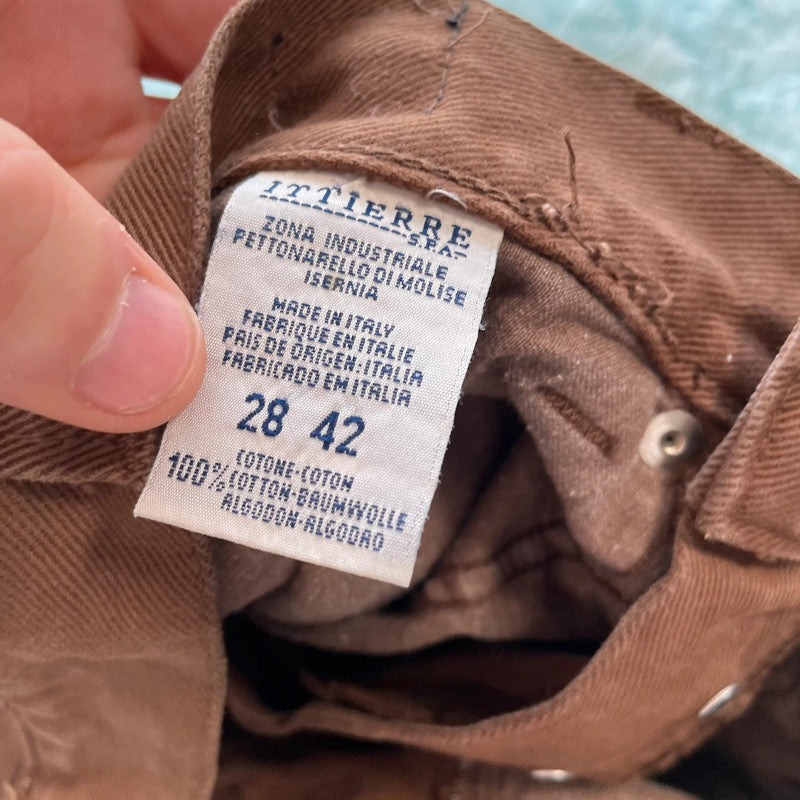 ITTIERRE
S.P.A.
ZONA INDUSTRIALE
PETTONARELLO DI MOLISE
ISERNIA
MADE IN ITALY
FABRIQUE EN ITALIE
PAIS DE ORIGEN: ITALIA
FABRICADO EM ITALIA
28 42
100% COTONE-COTON
COTTON-BAUMWOLLE
ALGODON-ALGODRO